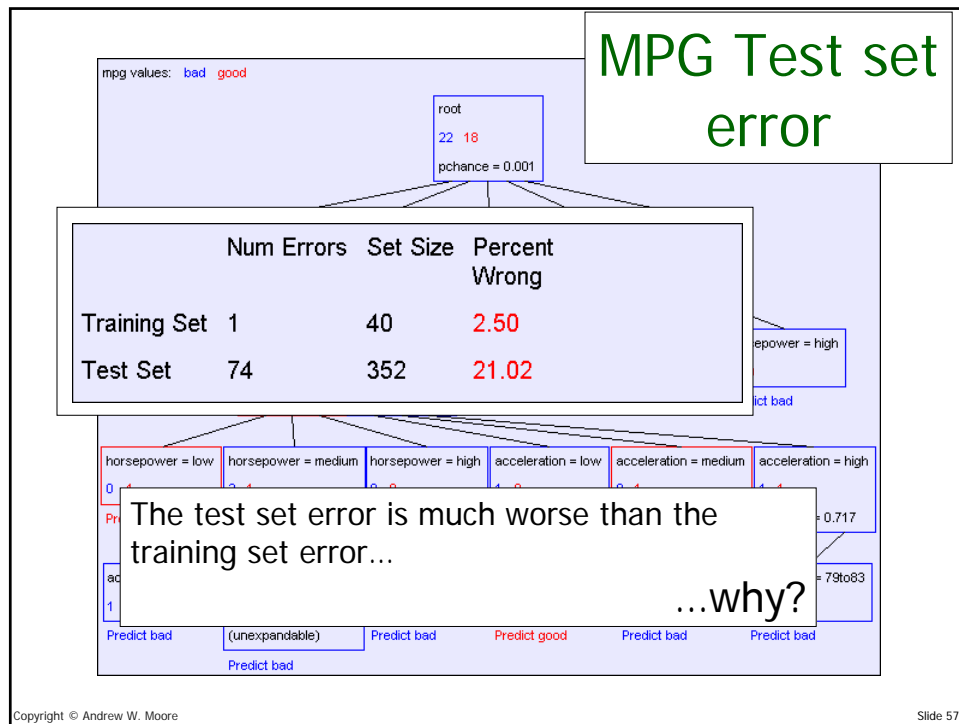 MPG Test set
error
mpg values: bad good
root
22 18
pchance = 0.001
Num Errors Set Size Percent
Wrong
Training Set 1 40 2.50
Test Set 74 352 21.02
= high
Predict bad
horsepower = low horsepower = medium horsepower = high acceleration = low acceleration = medium acceleration = high
The test set error is much worse than the
training set error...
...why?
= 0.717
= 79to83
1
Predict bad (unexpandable) Predict bad Predict good Predict bad Predict bad
Predict bad
Copyright © Andrew W. Moore Slide 57